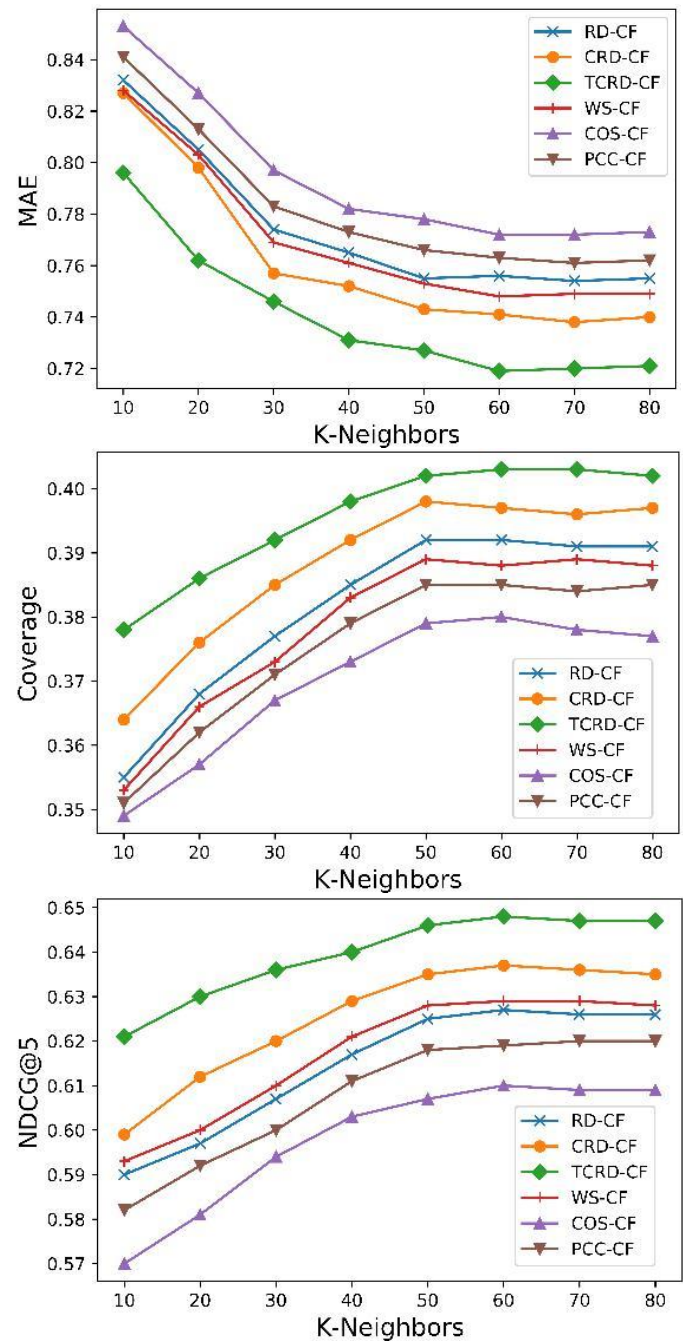 RD-CF
CRD-CF
TCRD-CF
WS-CF
COS-CF
PCC-CF
0.84
0.82
0.80
0.78
0.76
0.74
0.72
MAE
10 20 30 40 50 60 70 80
K-Neighbors
0.40
0.39
0.38
0.37
0.36
0.35
Coverage
RD-CF
CRD-CF
TCRD-CF
WS-CF
COS-CF
PCC-CF
10 20 30 40 50 60 70 80
K-Neighbors
0.65
0.64
0.63
0.62
0.61
0.60
0.59
0.58
0.57
NDCG@5
RD-CF
CRD-CF
TCRD-CF
WS-CF
COS-CF
PCC-CF
10 20 30 40 50 60 70 80
K-Neighbors